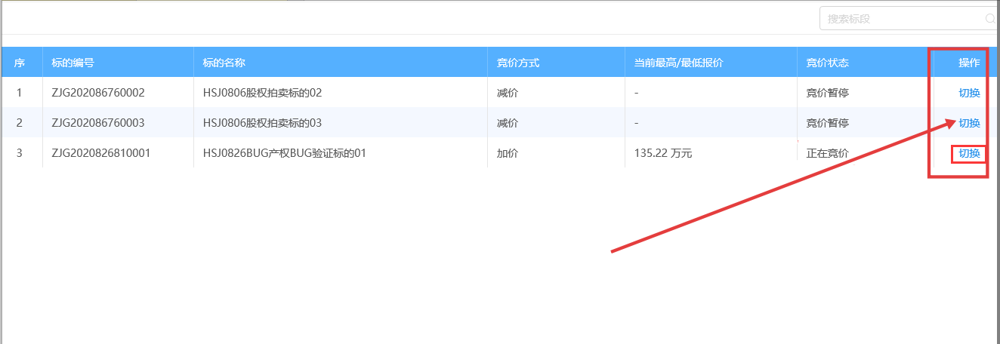 搜索标段
序 标的编号 标的名称 竞价方式 当前最高/最低报价 竞价状态 操作
1 ZJG202086760002 HSJ0806股权拍卖标的02 减价 - 竞价暂停 切换
2 ZJG202086760003 HSJ0806股权拍卖标的03 减价 - 竞价暂停 切换
3 ZJG2020826810001 HSJ0826BUG产权BUG验证标的01 加价 135.22 万元 正在竞价 切换